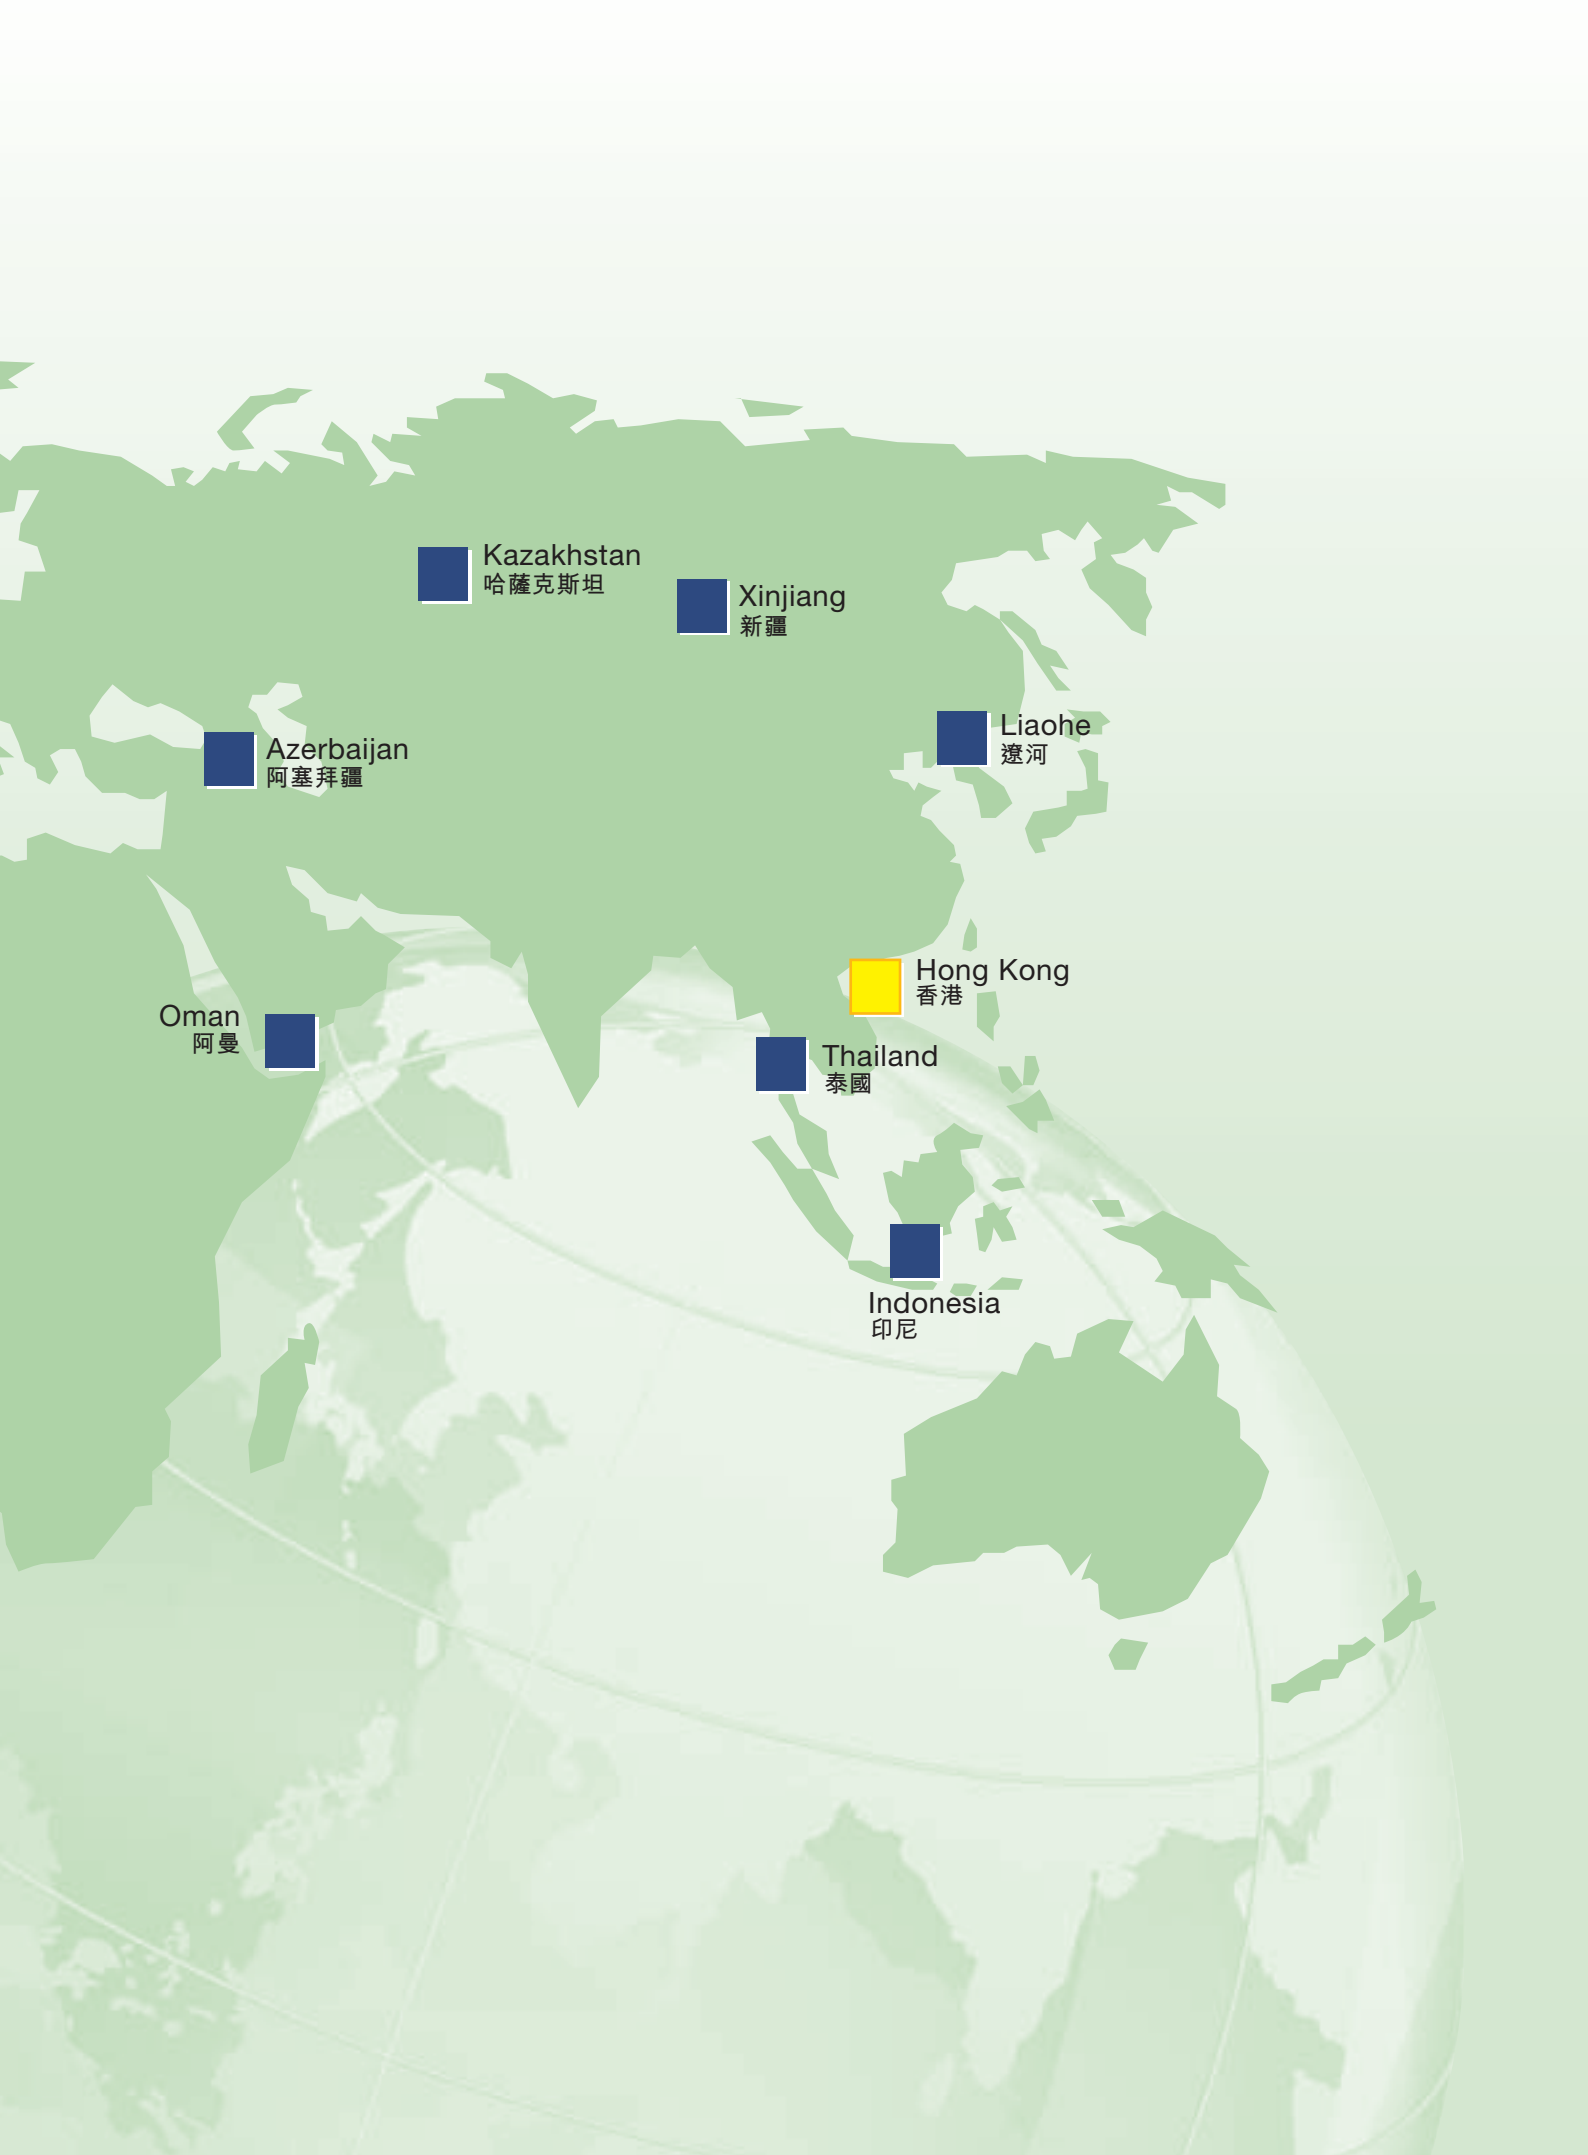 Kazakhstan
哈薩克斯坦
Xinjiang
新疆
Liaohe
遼河
Azerbaijan
阿塞拜疆
Hong Kong
香港
Oman
阿曼
Thailand
泰國
Indonesia
印尼